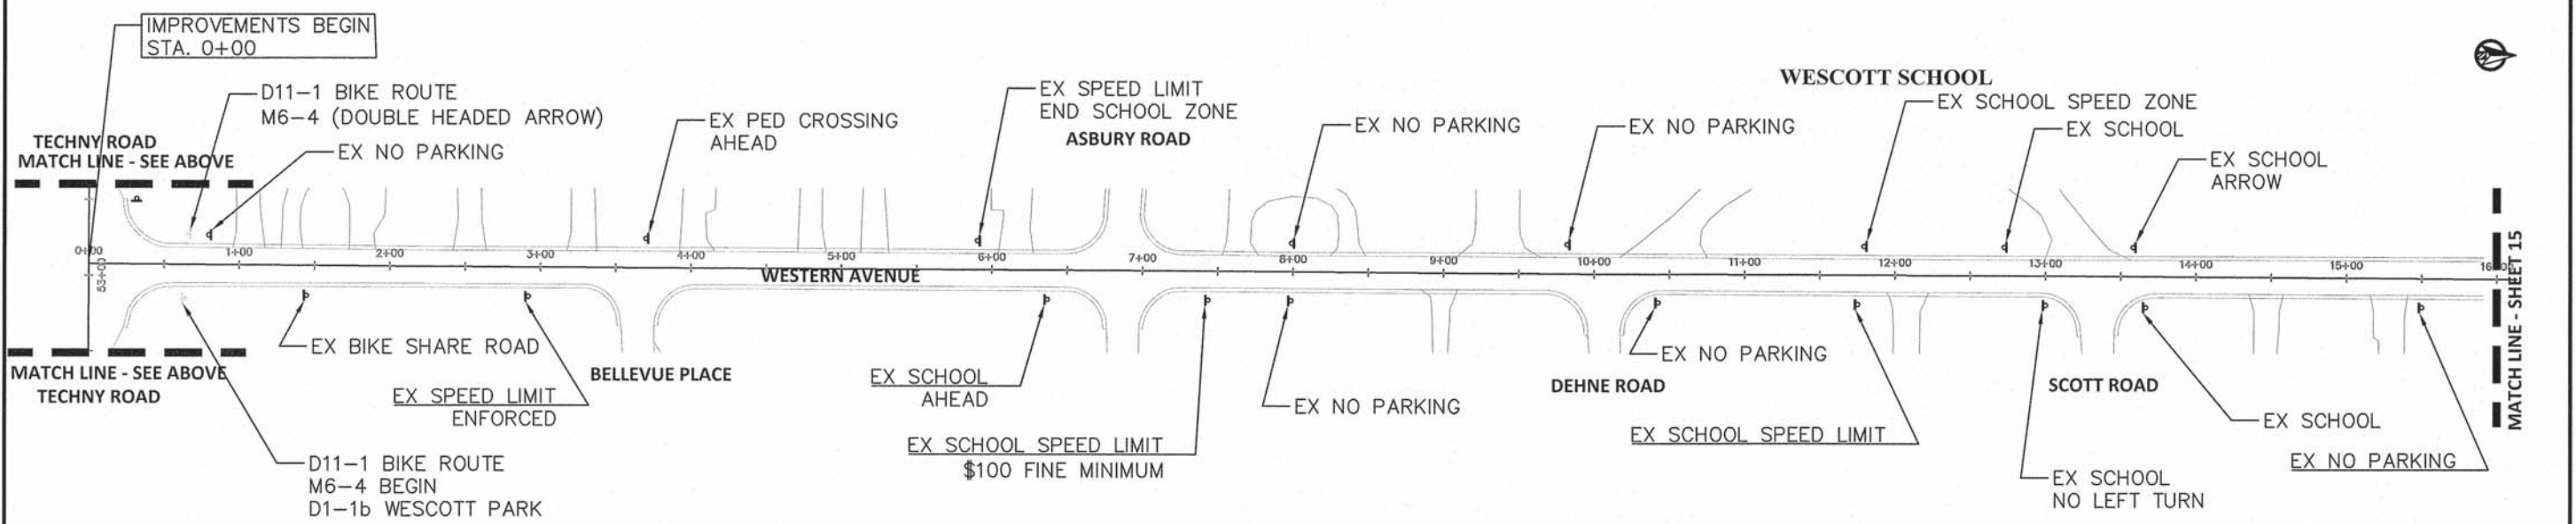 IMPROVEMENTS BEGIN
STA. 0+00
D11-1 BIKE ROUTE
M6-4 (DOUBLE HEADED ARROW)
TECHNY ROAD
MATCH LINE - SEE ABOVE
EX NO PARKING
EX PED CROSSING
AHEAD
EX SPEED LIMIT
END SCHOOL ZONE
ASBURY ROAD
EX NO PARKING
EX NO PARKING
WESCOTT SCHOOL
EX SCHOOL SPEED ZONE
EX SCHOOL
EX SCHOOL
ARROW
0+00
1+00
2+00
3+00
4+00
5+00
6+00
7+00
8+00
9+00
10+00
11+00
12+00
13+00
14+00
15+00
53+00
WESTERN AVENUE
MATCH LINE - SHEET 15
MATCH LINE - SEE ABOVE
TECHNY ROAD
EX BIKE SHARE ROAD
EX SPEED LIMIT
ENFORCED
BELLEVUE PLACE
D11-1 BIKE ROUTE
M6-4 BEGIN
D1-1b WESCOTT PARK
EX SCHOOL
AHEAD
EX SCHOOL SPEED LIMIT
$100 FINE MINIMUM
EX NO PARKING
DEHNE ROAD
EX NO PARKING
EX SCHOOL SPEED LIMIT
SCOTT ROAD
EX SCHOOL
NO LEFT TURN
EX SCHOOL
EX NO PARKING